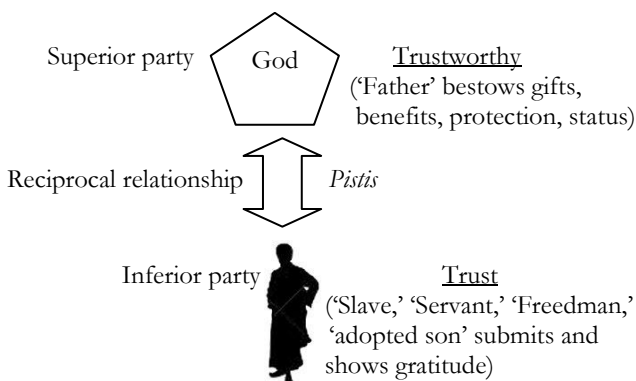 Superior party
God
Trustworthy
(‘Father’ bestows gifts,
benefits, protection, status)
Reciprocal relationship
Pistis
Inferior party
Trust
(‘Slave,’ ‘Servant,’ ‘Freedman,’
‘adopted son’ submits and
shows gratitude)